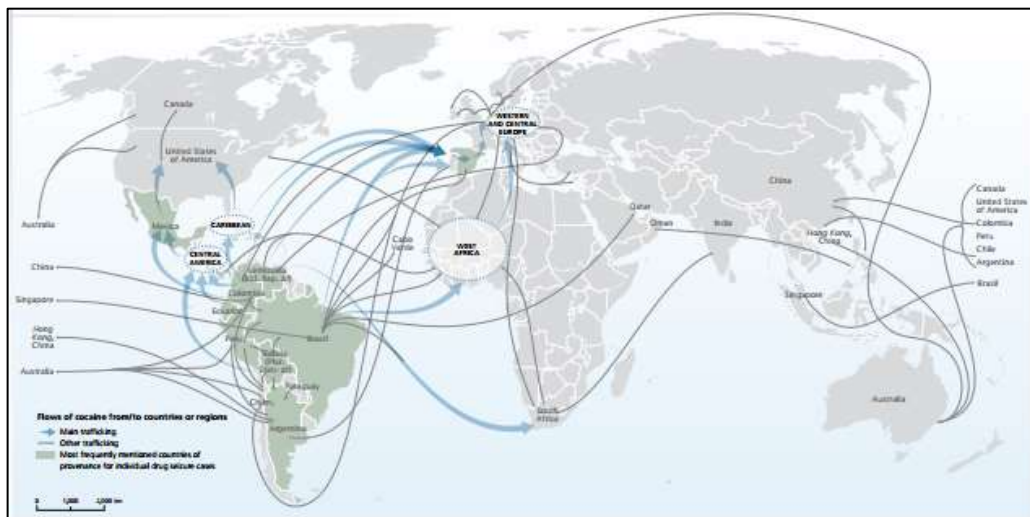 Canada
United States
of America
Australia
Mexico
CARIBBEAN
CENTRAL
AMERICA
China
Singapore
Hong
Kong,
China
Australia
Colombia
Ecuador
Peru
Brazil
Paraguay
Chile
Argentina
WESTERN
AND CENTRAL
EUROPE
Cabo
Verde
WEST
AFRICA
South
Africa
Qatar
Oman
India
China
Hong Kong,
China
Singapore
Australia
Canada
United States
of America
Colombia
Peru
Chile
Argentina
Brazil
Flows of cocaine from/to countries or regions
Main trafficking
Other trafficking
Most frequently mentioned countries of
provenance for individual drug seizure cases
0 1,000 2,000 km